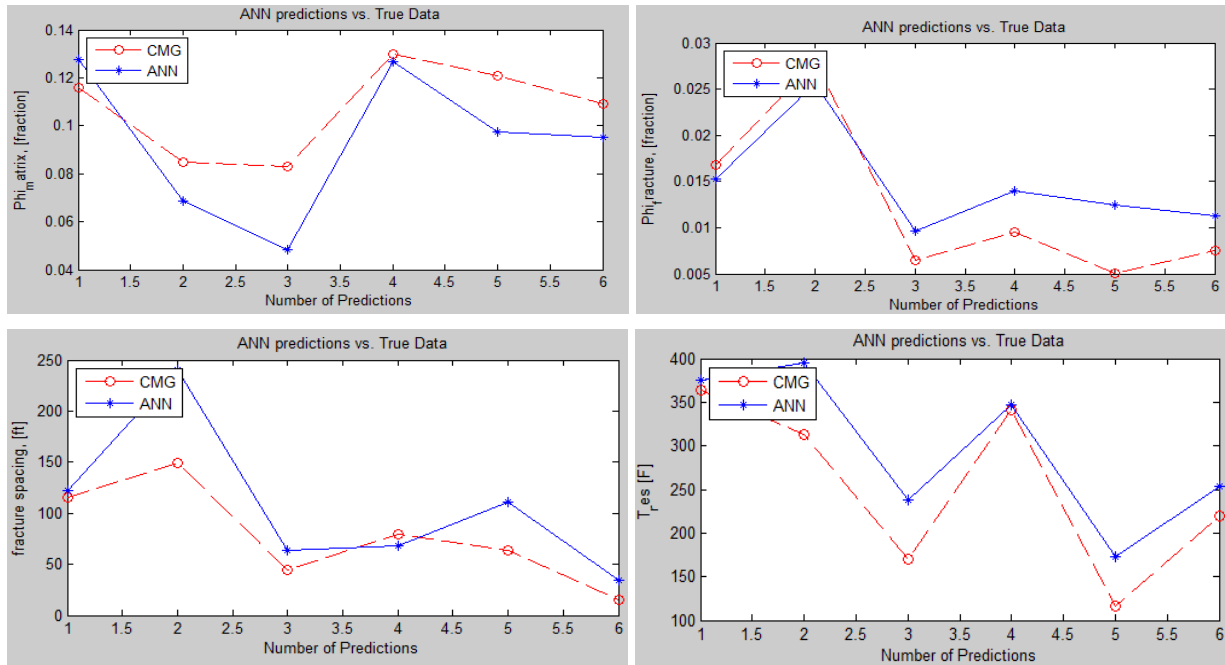 ANN predictions vs. True Data
0.14
0.12
0.1
0.08
0.06
0.04
Phi_matrix, [fraction]
CMG
ANN
1 1.5 2 2.5 3 3.5 4 4.5 5 5.5 6
Number of Predictions
ANN predictions vs. True Data
0.03
0.025
0.02
0.015
0.01
0.005
Phi_fracture, [fraction]
CMG
ANN
1 1.5 2 2.5 3 3.5 4 4.5 5 5.5 6
Number of Predictions
ANN predictions vs. True Data
250
200
150
100
50
0
fracture spacing, [ft]
CMG
ANN
1 1.5 2 2.5 3 3.5 4 4.5 5 5.5 6
Number of Predictions
ANN predictions vs. True Data
400
350
300
250
200
150
100
T_res [F]
CMG
ANN
1 1.5 2 2.5 3 3.5 4 4.5 5 5.5 6
Number of Predictions